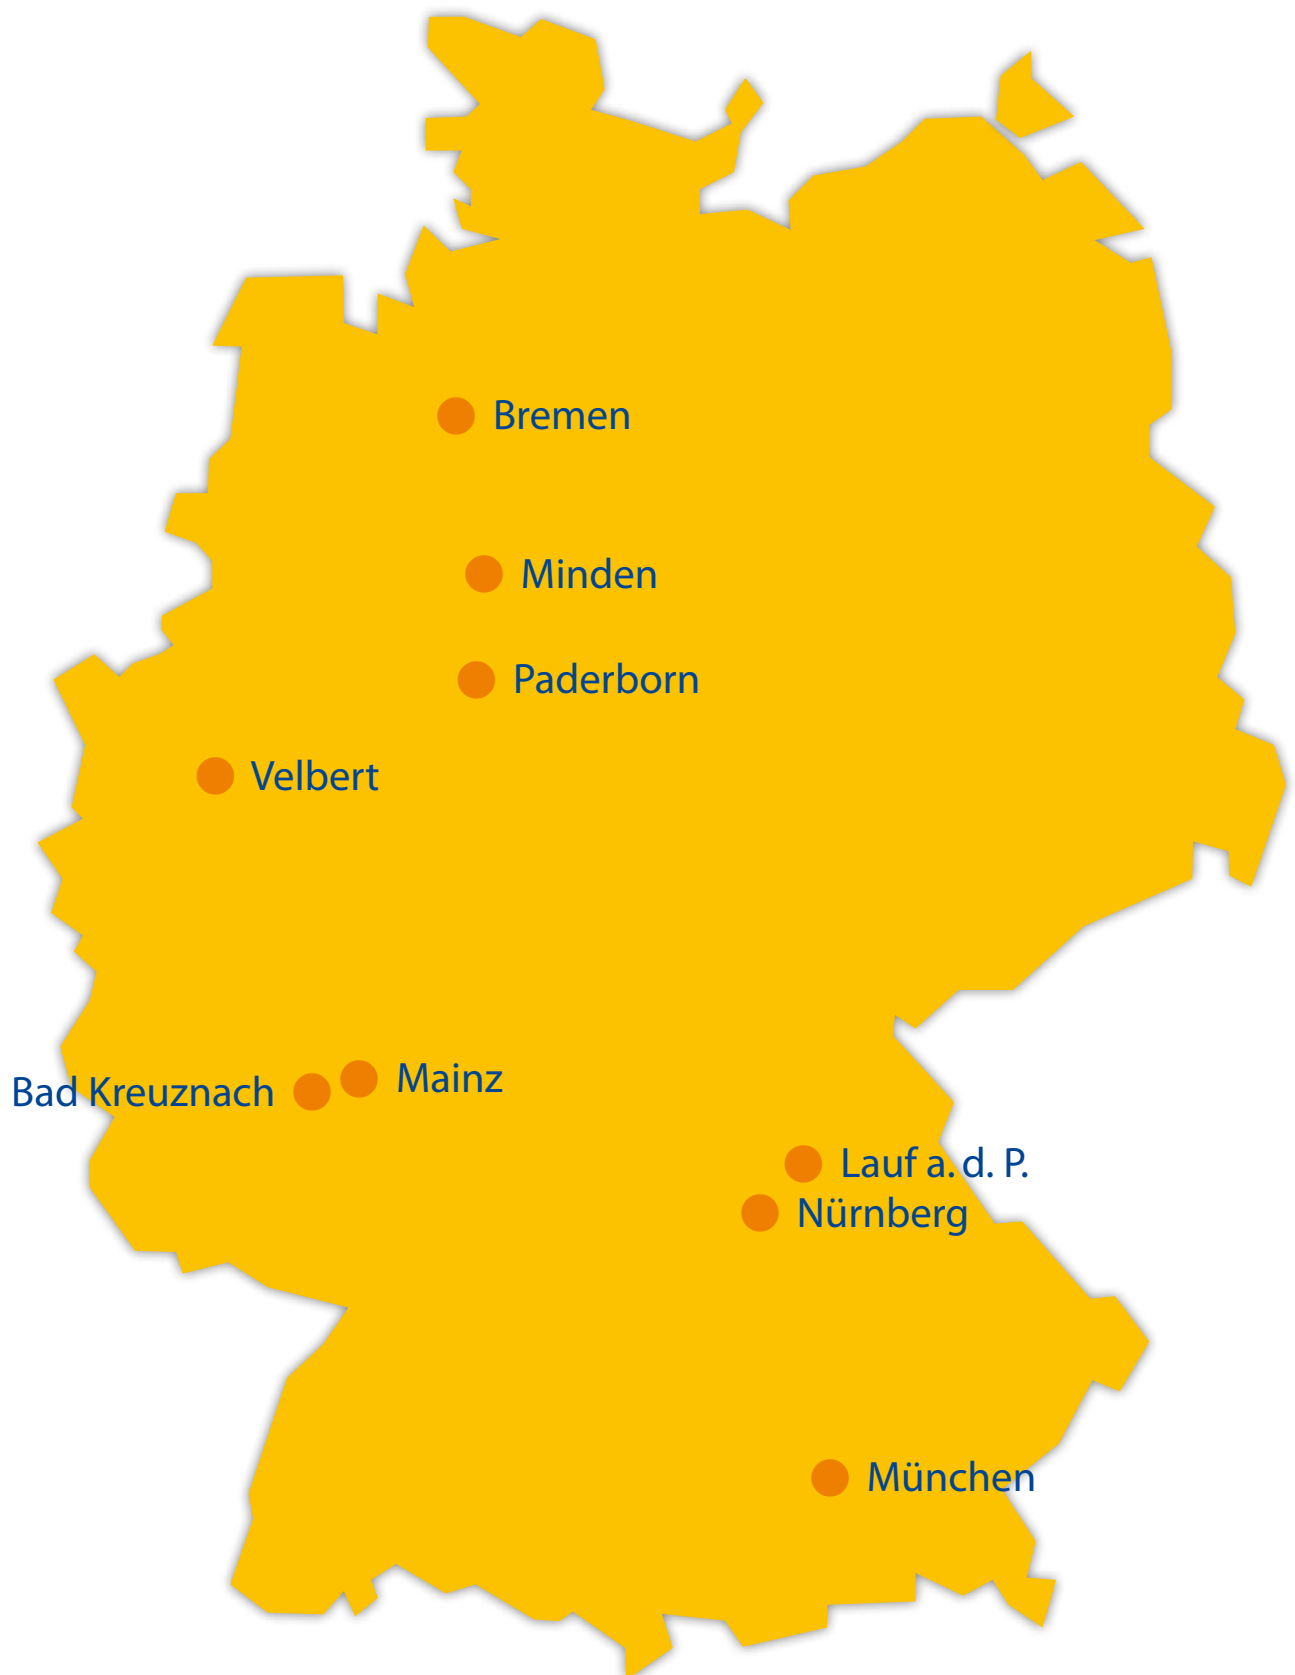 Bremen
Minden
Paderborn
Velbert
Mainz
Bad Kreuznach
Lauf a. d. P.
Nürnberg
München